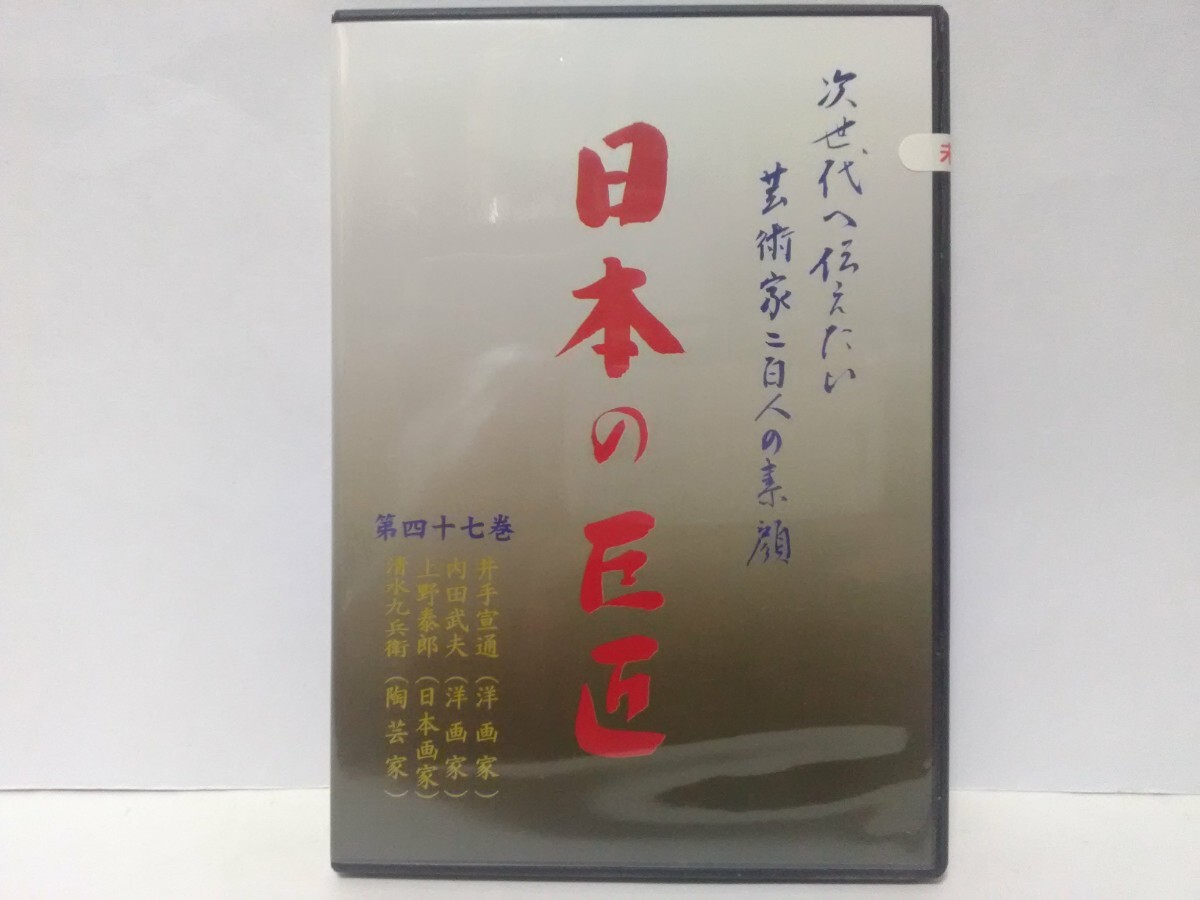 次世代へ伝えたい
芸術家二百人の素顔
日本の巨匠
第四十七巻
井手宣通（洋画家）
内田武夫（洋画家）
上野泰郎（日本画家）
清水九兵衛（陶芸家）